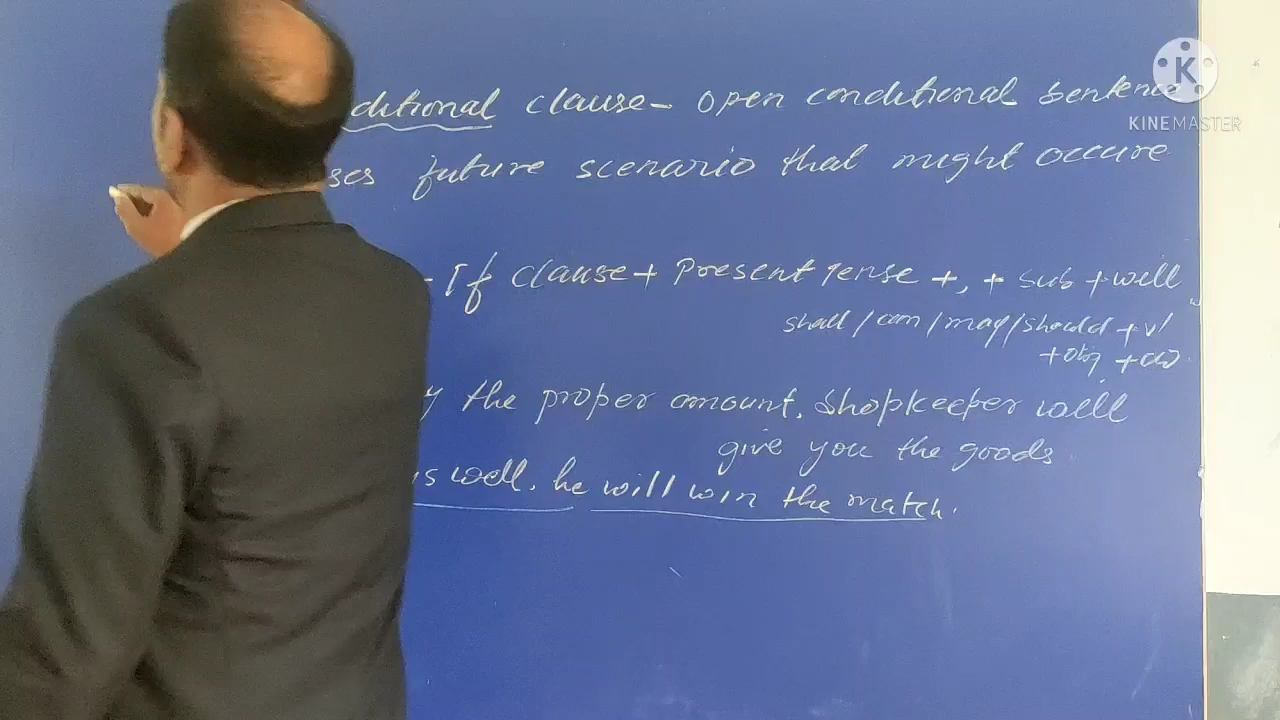 ditional clause - open conditional sentence
ses future scenario that might occure
- If clause + Present Tense + , + sub + will
shall / can / may / should + v1
+ obj + 
y the proper amount, shopkeeper will
give you the goods
s well, he will win the match.
K
KINEMASTER